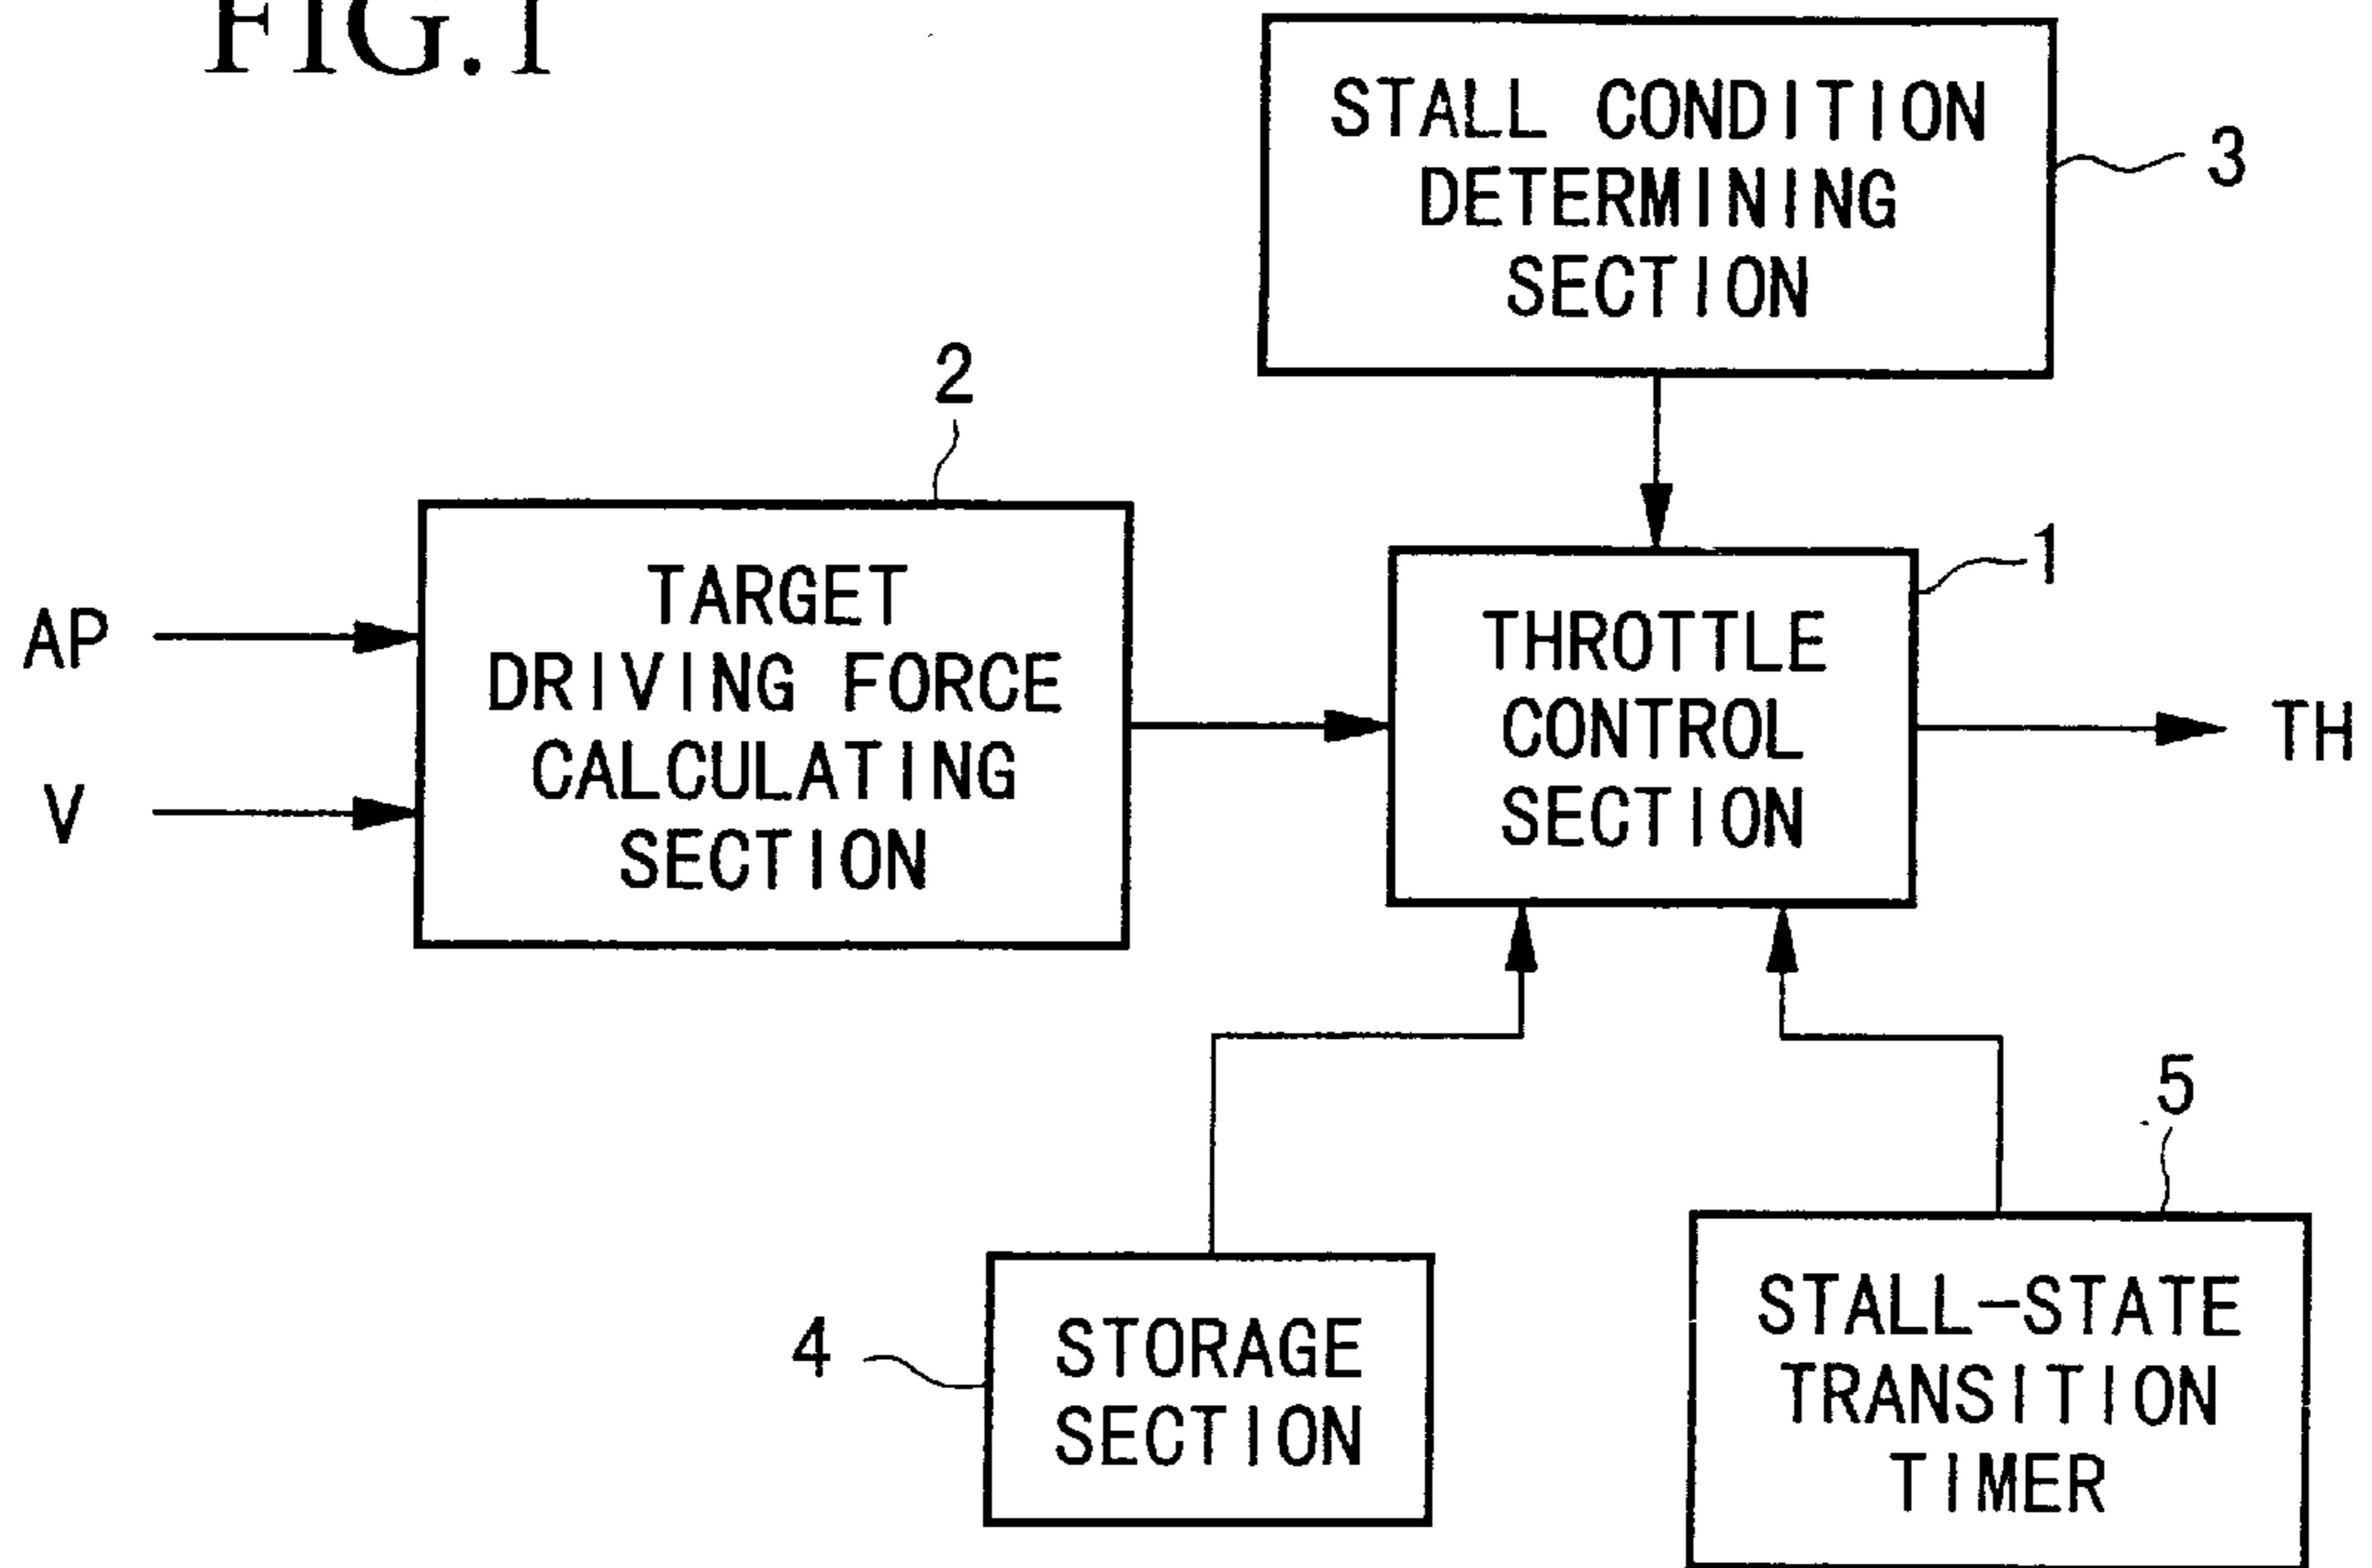 FIG.1
STALL CONDITION
DETERMINING
SECTION
3
2
TARGET
DRIVING FORCE
CALCULATING
SECTION
AP
V
1
THROTTLE
CONTROL
SECTION
TH
4
STORAGE
SECTION
5
STALL-STATE
TRANSITION
TIMER